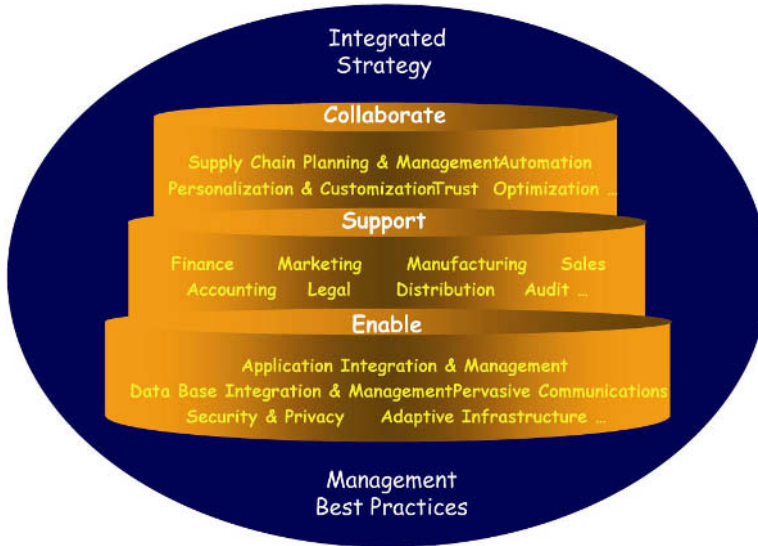 Integrated
Strategy
Collaborate
Supply Chain Planning & ManagementAutomation
Personalization & CustomizationTrust Optimization ...
Support
Finance Marketing Manufacturing Sales
Accounting Legal Distribution Audit ...
Enable
Application Integration & Management
Data Base Integration & ManagementPervasive Communications
Security & Privacy Adaptive Infrastructure ...
Management
Best Practices